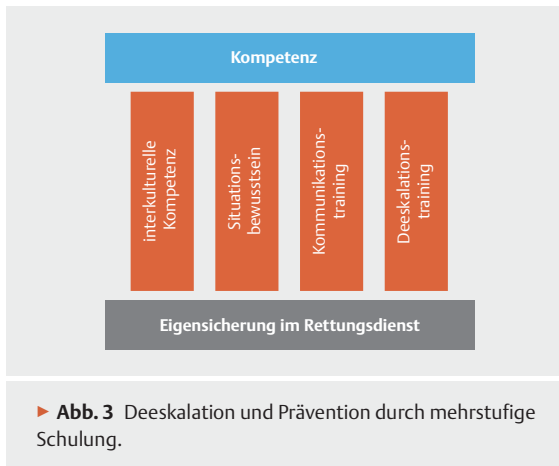 Kompetenz
interkulturelle
Kompetenz
Situations-
bewusstsein
Kommunikations-
training
Deeskalations-
training
Eigensicherung im Rettungsdienst
► Abb. 3 Deeskalation und Prävention durch mehrstufige
Schulung.